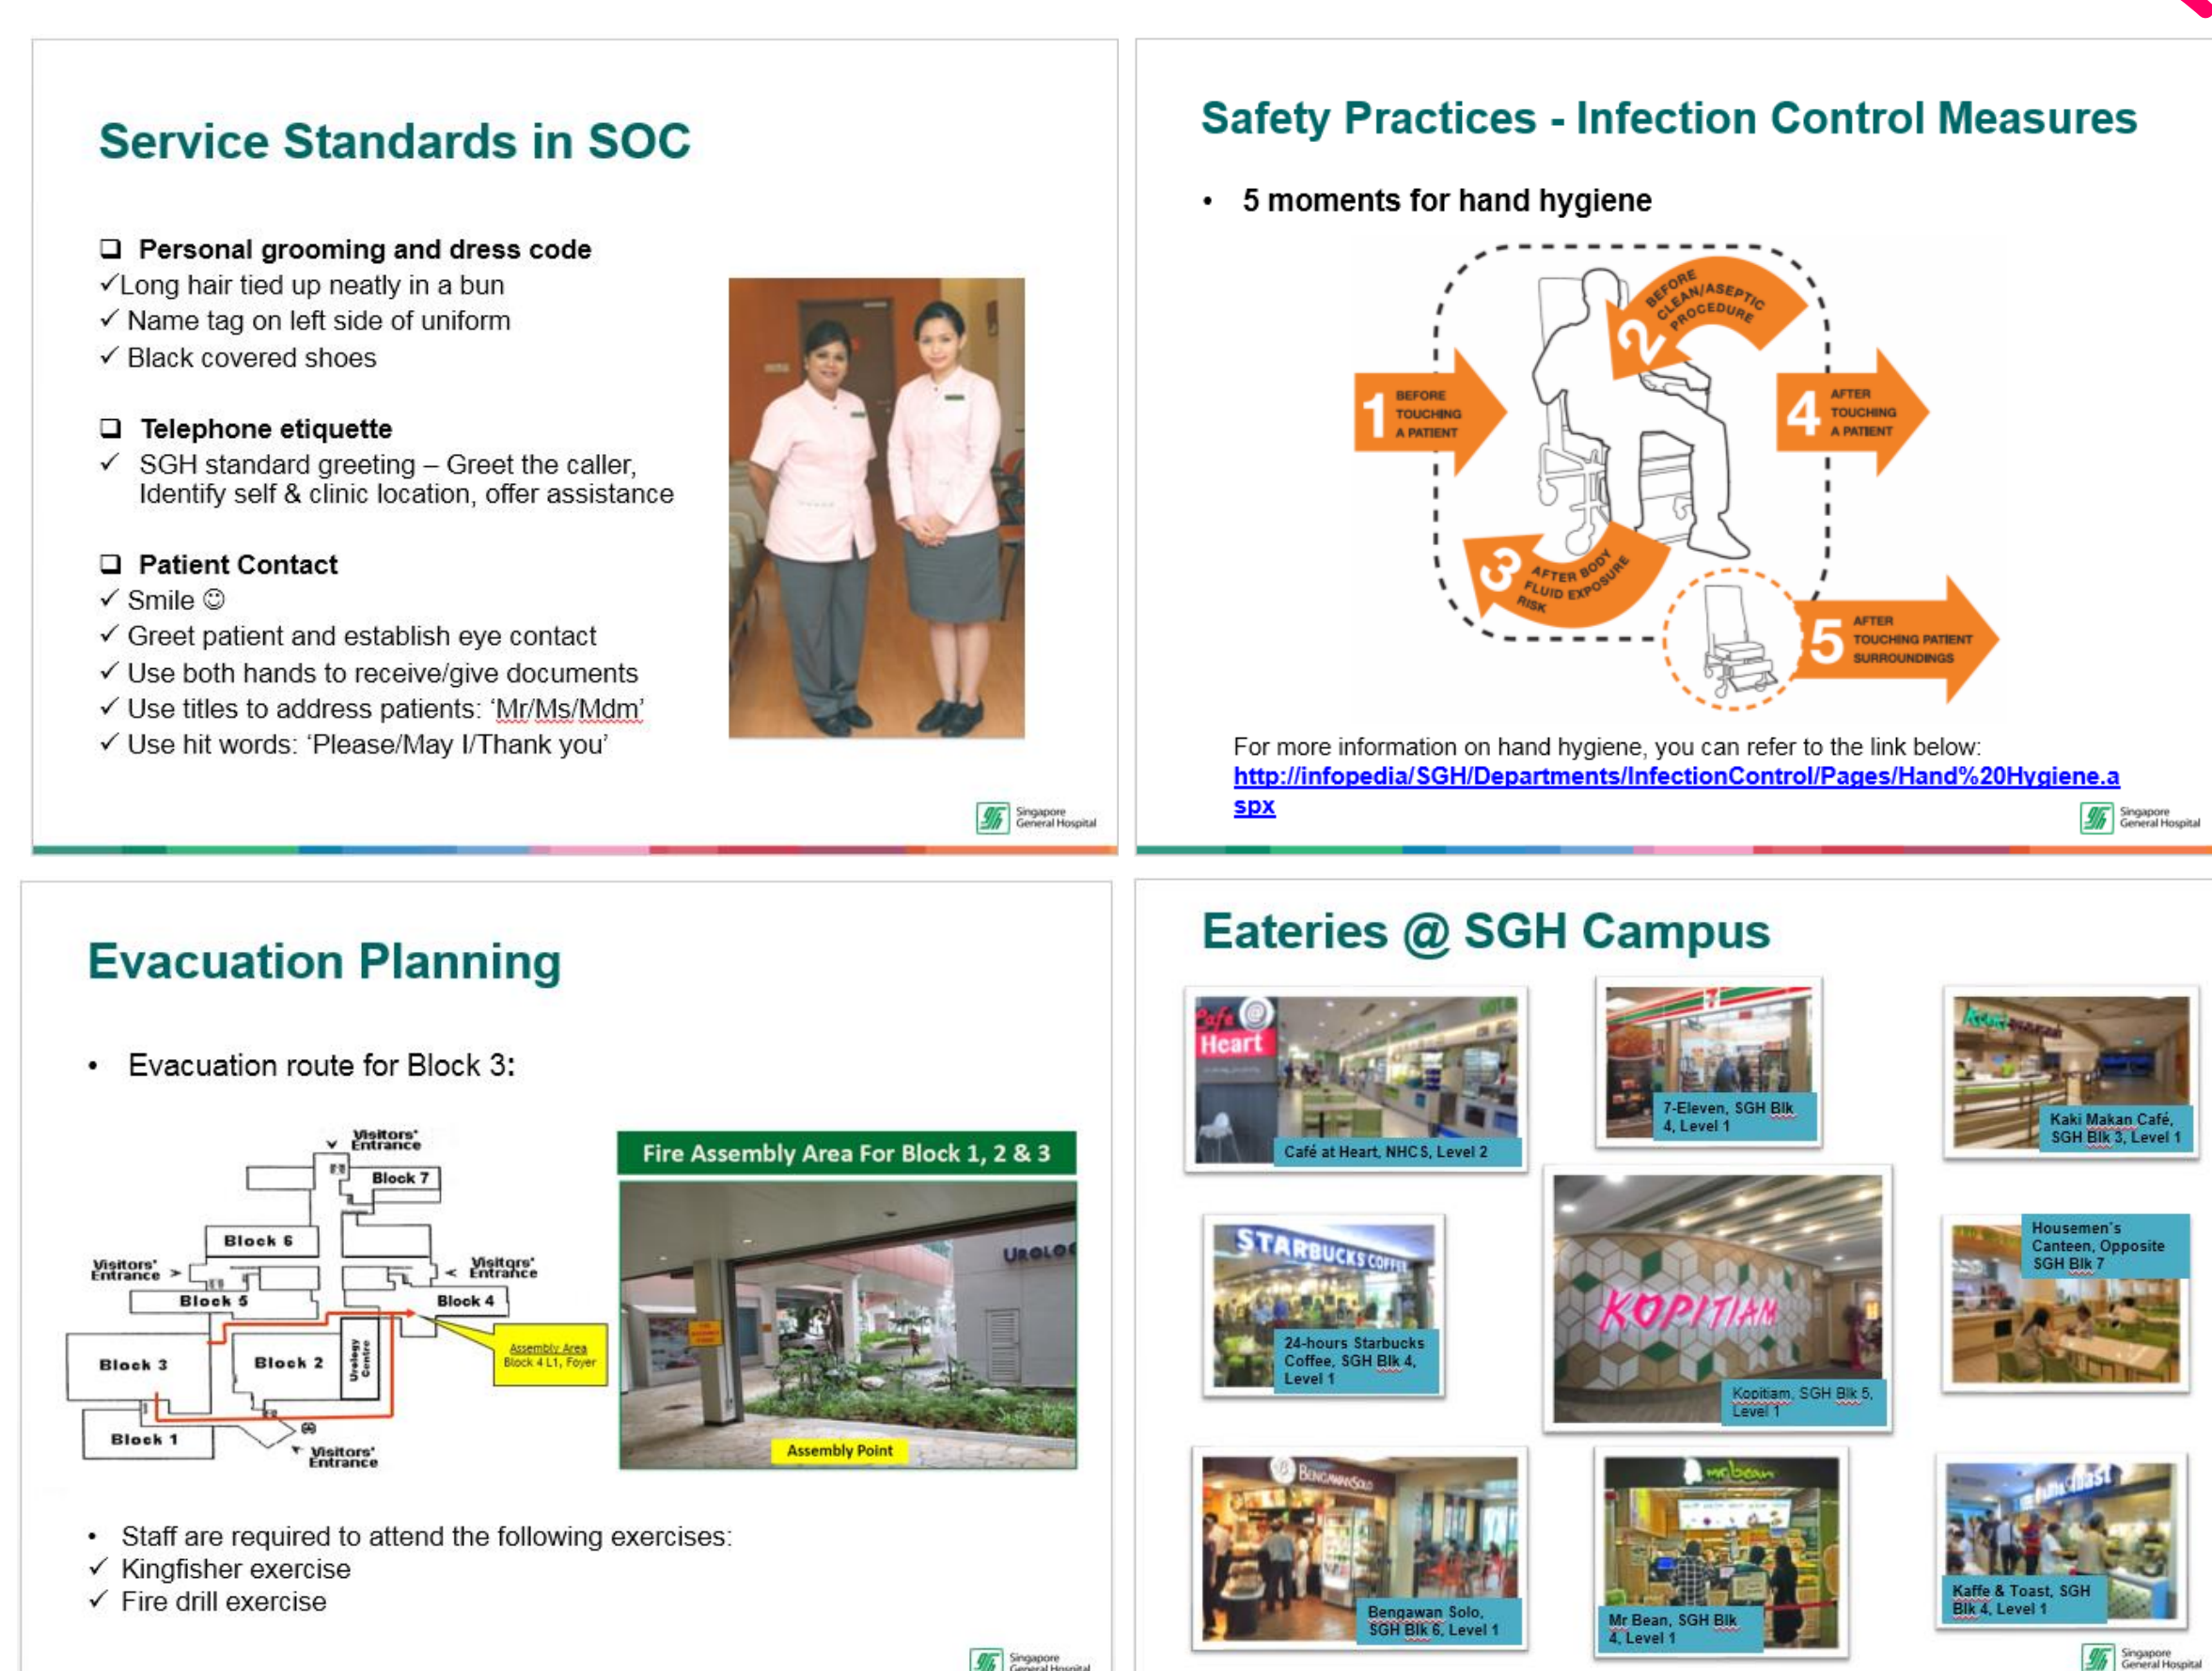 Service Standards in SOC
Personal grooming and dress code
Long hair tied up neatly in a bun
Name tag on left side of uniform
Black covered shoes
Telephone etiquette
SGH standard greeting – Greet the caller,
Identify self & clinic location, offer assistance
Patient Contact
Smile ☺
Greet patient and establish eye contact
Use both hands to receive/give documents
Use titles to address patients: ‘Mr/Ms/Mdm’
Use hit words: ‘Please/May I/Thank you’
Singapore
General Hospital
Safety Practices - Infection Control Measures
• 5 moments for hand hygiene
1 BEFORE
TOUCHING
A PATIENT
2 BEFORE
CLEAN/ASEPTIC
PROCEDURE
3 AFTER BODY
FLUID EXPOSURE
RISK
4 AFTER
TOUCHING
A PATIENT
5 AFTER
TOUCHING PATIENT
SURROUNDINGS
For more information on hand hygiene, you can refer to the link below:
http://infopedia/SGH/Departments/InfectionControl/Pages/Hand%20Hygiene.a
spx
Singapore
General Hospital
Evacuation Planning
• Evacuation route for Block 3:
Visitors'
Entrance
Block 7
Block 6
Visitors'
Entrance
Visitors'
Entrance
Block 5
Block 4
Block 3
Block 2
Urology
Centre
Assembly Area
Block 4 L1, Foyer
Block 1
Visitors'
Entrance
Fire Assembly Area For Block 1, 2 & 3
UROLOG
Assembly Point
• Staff are required to attend the following exercises:
Kingfisher exercise
Fire drill exercise
Singapore
General Hospital
Eateries @ SGH Campus
Cafe @
Heart
Café at Heart, NHCS, Level 2
7-Eleven, SGH Blk
4, Level 1
Kaki Makan Café,
SGH Blk 3, Level 1
STARBUCKS COFFEE
24-hours Starbucks
Coffee, SGH Blk 4,
Level 1
KOPITIAM
Kopitiam, SGH Blk 5,
Level 1
Housemen's
Canteen, Opposite
SGH Blk 7
BENGAWANSOLO
Bengawan Solo,
SGH Blk 6, Level 1
mr bean
Mr Bean, SGH Blk
4, Level 1
Kaffe & Toast, SGH
Blk 4, Level 1
Singapore
General Hospital